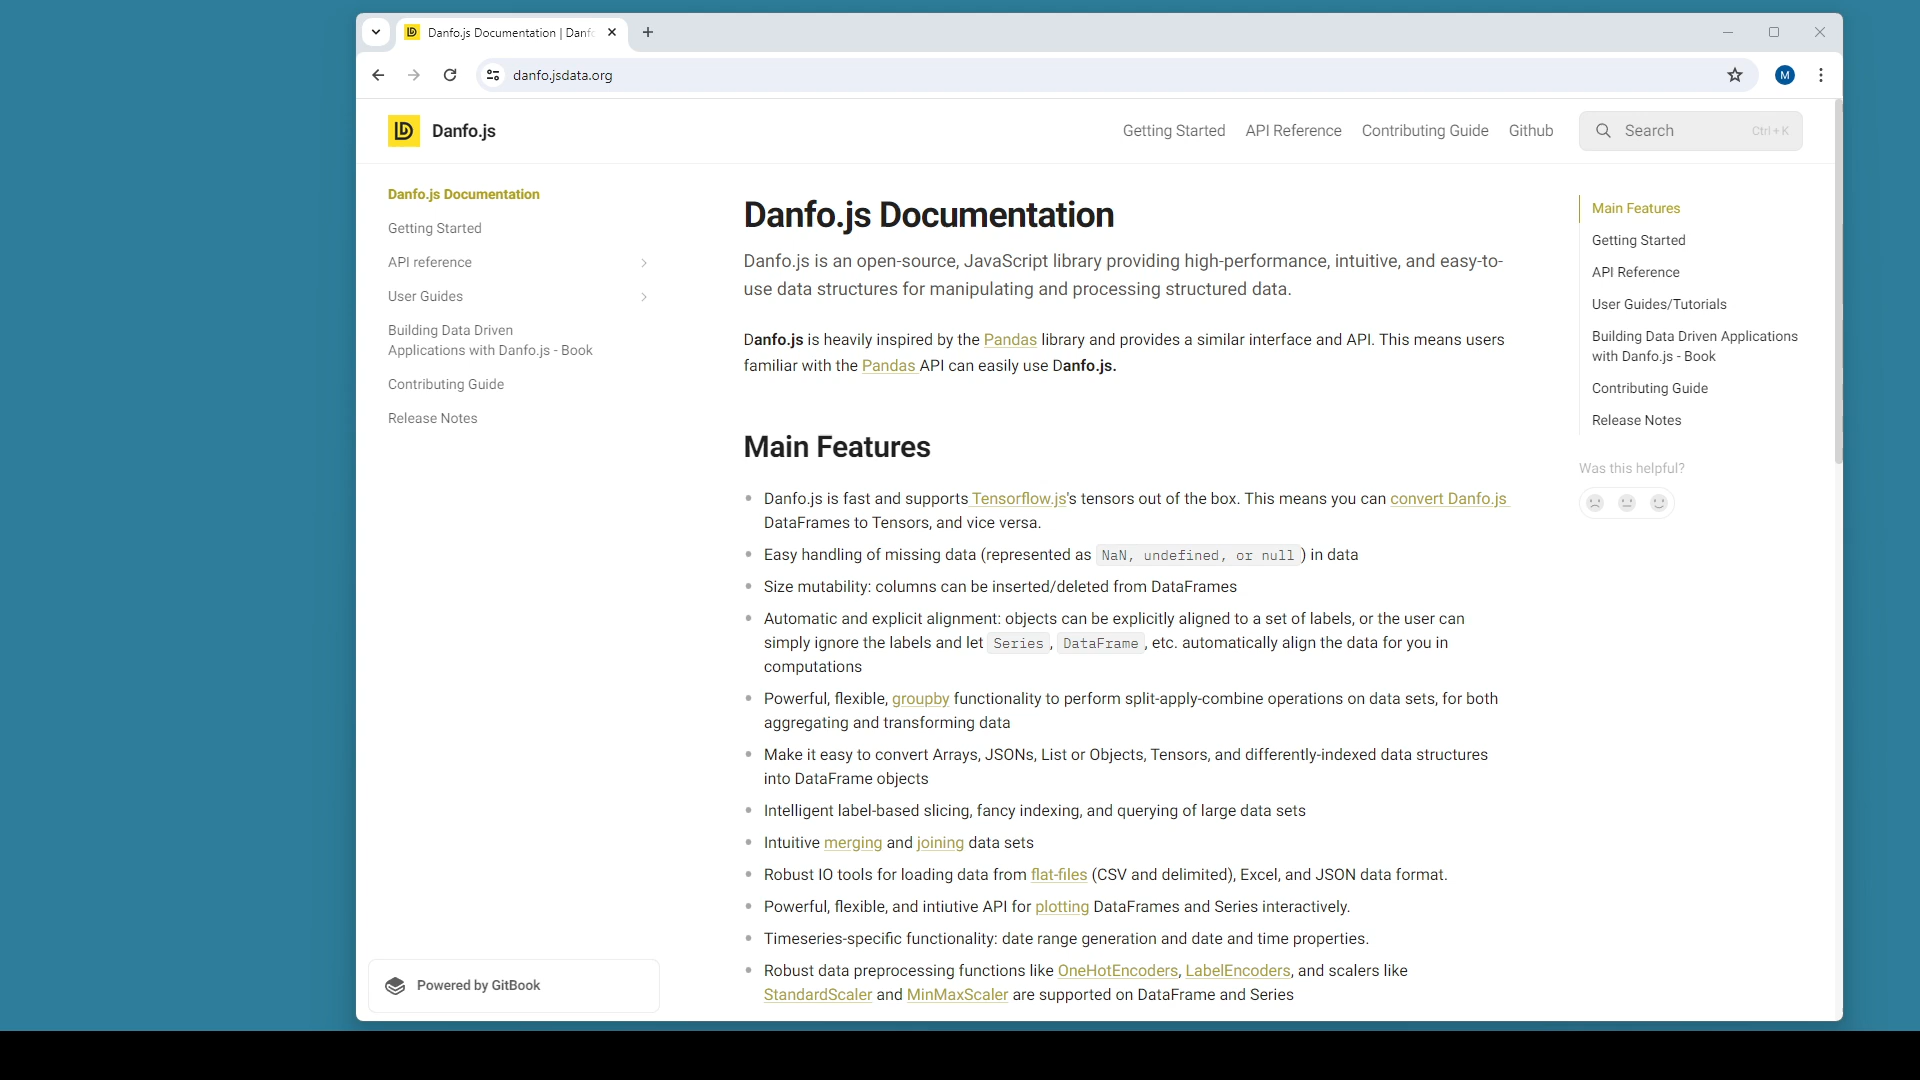 Danfo.js Documentation | Danfo
danfo.jsdata.org
M
Danfo.js
Getting Started
API Reference
Contributing Guide
Github
Search
Ctrl+K
Danfo.js Documentation
Getting Started
API reference
User Guides
Building Data Driven
Applications with Danfo.js - Book
Contributing Guide
Release Notes
Powered by GitBook
Danfo.js Documentation
Danfo.js is an open-source, JavaScript library providing high-performance, intuitive, and easy-to-
use data structures for manipulating and processing structured data.
Danfo.js is heavily inspired by the Pandas library and provides a similar interface and API. This means users
familiar with the Pandas API can easily use Danfo.js.
Main Features
Danfo.js is fast and supports Tensorflow.js's tensors out of the box. This means you can convert Danfo.js
DataFrames to Tensors, and vice versa.
Easy handling of missing data (represented as NaN, undefined, or null) in data
Size mutability: columns can be inserted/deleted from DataFrames
Automatic and explicit alignment: objects can be explicitly aligned to a set of labels, or the user can
simply ignore the labels and let Series, DataFrame, etc. automatically align the data for you in
computations
Powerful, flexible, groupby functionality to perform split-apply-combine operations on data sets, for both
aggregating and transforming data
Make it easy to convert Arrays, JSONs, List or Objects, Tensors, and differently-indexed data structures
into DataFrame objects
Intelligent label-based slicing, fancy indexing, and querying of large data sets
Intuitive merging and joining data sets
Robust IO tools for loading data from flat-files (CSV and delimited), Excel, and JSON data format.
Powerful, flexible, and intiutive API for plotting DataFrames and Series interactively.
Timeseries-specific functionality: date range generation and date and time properties.
Robust data preprocessing functions like OneHotEncoders, LabelEncoders, and scalers like
StandardScaler and MinMaxScaler are supported on DataFrame and Series
Main Features
Getting Started
API Reference
User Guides/Tutorials
Building Data Driven Applications
with Danfo.js - Book
Contributing Guide
Release Notes
Was this helpful?